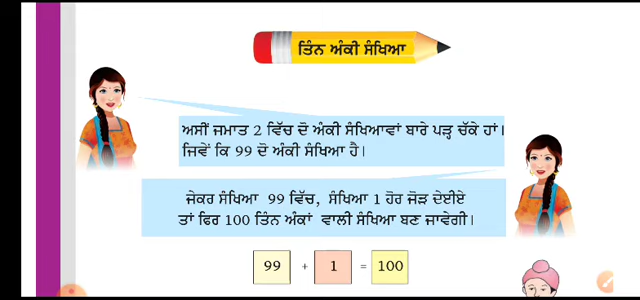 ਤਿੰਨ ਅੰਕੀ ਸੰਖਿਆ
ਅਸੀਂ ਜਮਾਤ 2 ਵਿੱਚ ਦੋ ਅੰਕੀ ਸੰਖਿਆਵਾਂ ਬਾਰੇ ਪੜ੍ਹ ਚੱਕੇ ਹਾਂ।
ਜਿਵੇਂ ਕਿ 99 ਦੋ ਅੰਕੀ ਸੰਖਿਆ ਹੈ।
ਜੇਕਰ ਸੰਖਿਆ 99 ਵਿੱਚ, ਸੰਖਿਆ 1 ਹੋਰ ਜੋੜ ਦੇਈਏ
ਤਾਂ ਫਿਰ 100 ਤਿੰਨ ਅੰਕਾਂ ਵਾਲੀ ਸੰਖਿਆ ਬਣ ਜਾਵੇਗੀ।
99 + 1 = 100